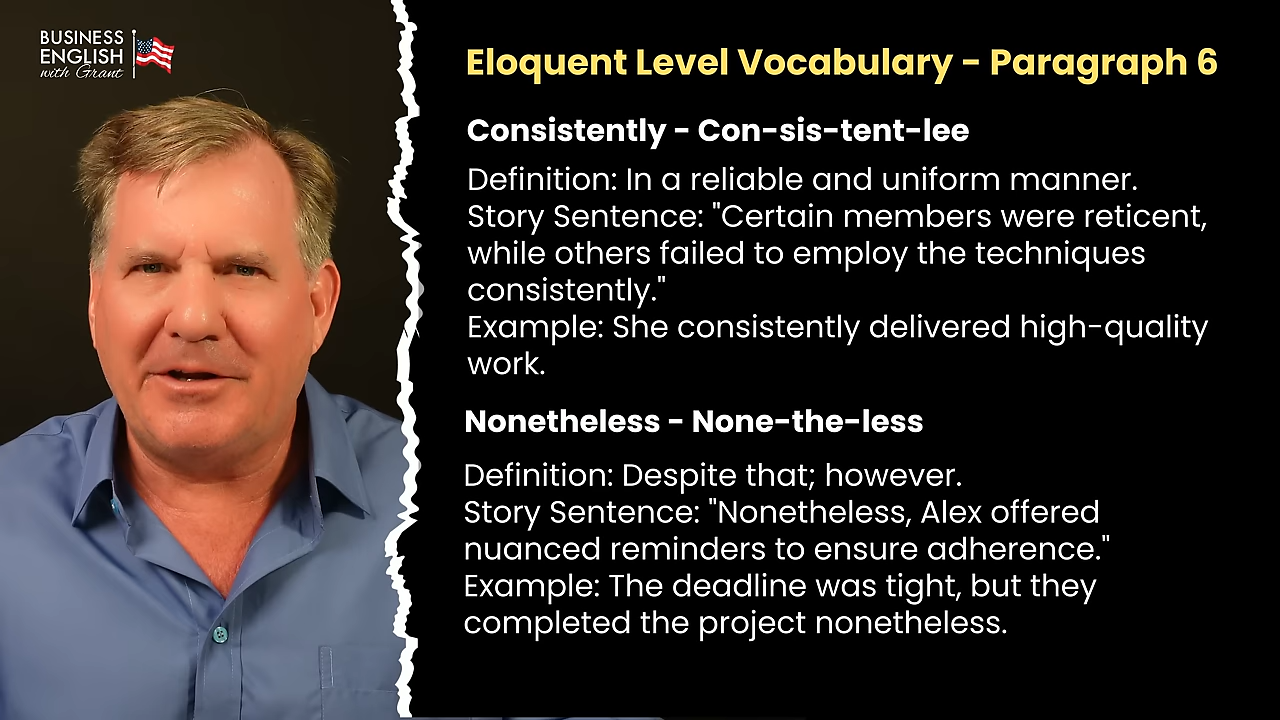 BUSINESS
ENGLISH
with Grant
Eloquent Level Vocabulary - Paragraph 6
Consistently - Con-sis-tent-lee
Definition: In a reliable and uniform manner.
Story Sentence: "Certain members were reticent,
while others failed to employ the techniques
consistently."
Example: She consistently delivered high-quality
work.
Nonetheless - None-the-less
Definition: Despite that; however.
Story Sentence: "Nonetheless, Alex offered
nuanced reminders to ensure adherence."
Example: The deadline was tight, but they
completed the project nonetheless.